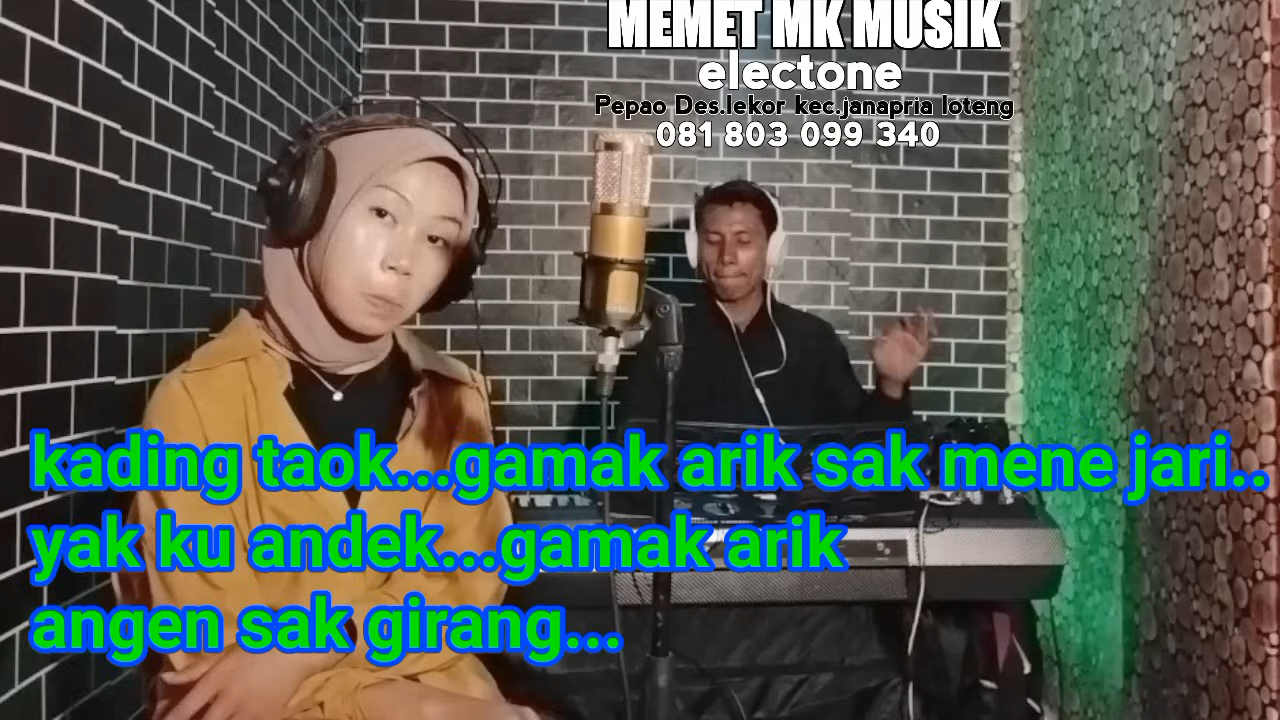 MEMET MK MUSIK
electone
Pepao Des.lekor kec.janapria loteng
081 803 099 340
kading taok...gamak arik sak mene jari..
yak ku andek...gamak arik
angen sak girang...